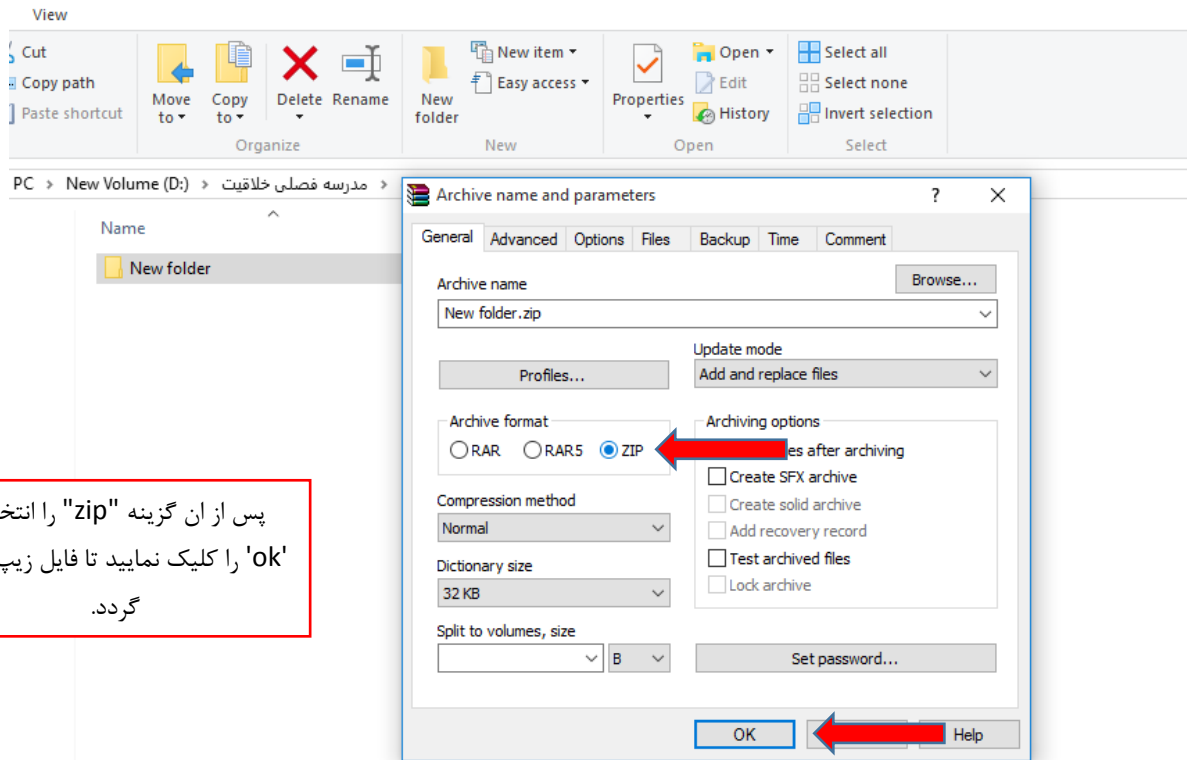 View
Cut
Copy path
Paste shortcut
Move to
Copy to
Delete
Rename
Organize
New folder
New item
Easy access
New
Properties
Open
Edit
History
Open
Select all
Select none
Invert selection
Select
PC › New Volume (D:) › مدرسه فصلی خلاقیت ›
Name
New folder
Archive name and parameters ? ✕
General Advanced Options Files Backup Time Comment
Archive name
Browse...
New folder.zip
Update mode
Profiles...
Add and replace files
Archive format
RAR RAR5 ZIP
Archiving options
after archiving
Create SFX archive
Create solid archive
Add recovery record
Test archived files
Lock archive
Compression method
Normal
Dictionary size
32 KB
Split to volumes, size
B
Set password...
OK
Help
پس از ان گزینه "zip" را
'ok' را کلیک نمایید تا فایل زیپ
گردد.